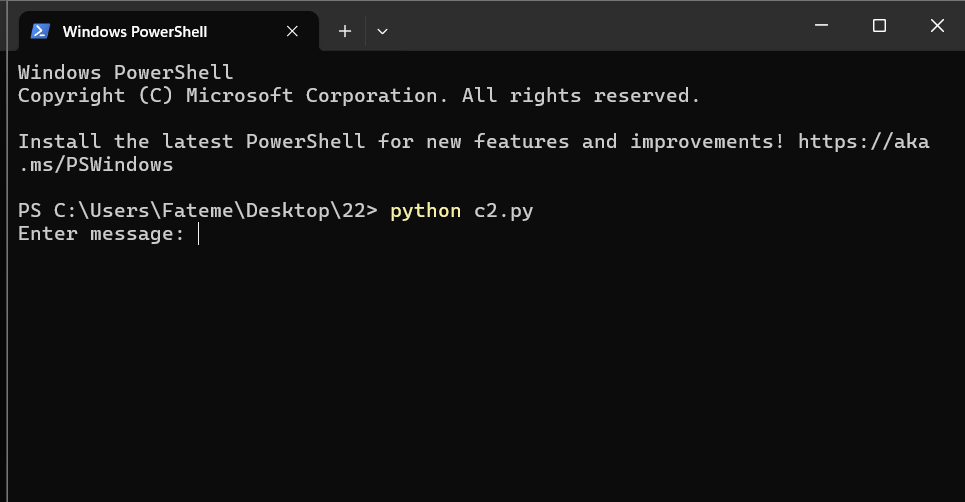 Windows PowerShell
Windows PowerShell
Copyright (C) Microsoft Corporation. All rights reserved.
Install the latest PowerShell for new features and improvements! https://aka
.ms/PSWindows
PS C:\Users\Fateme\Desktop\22> python c2.py
Enter message: